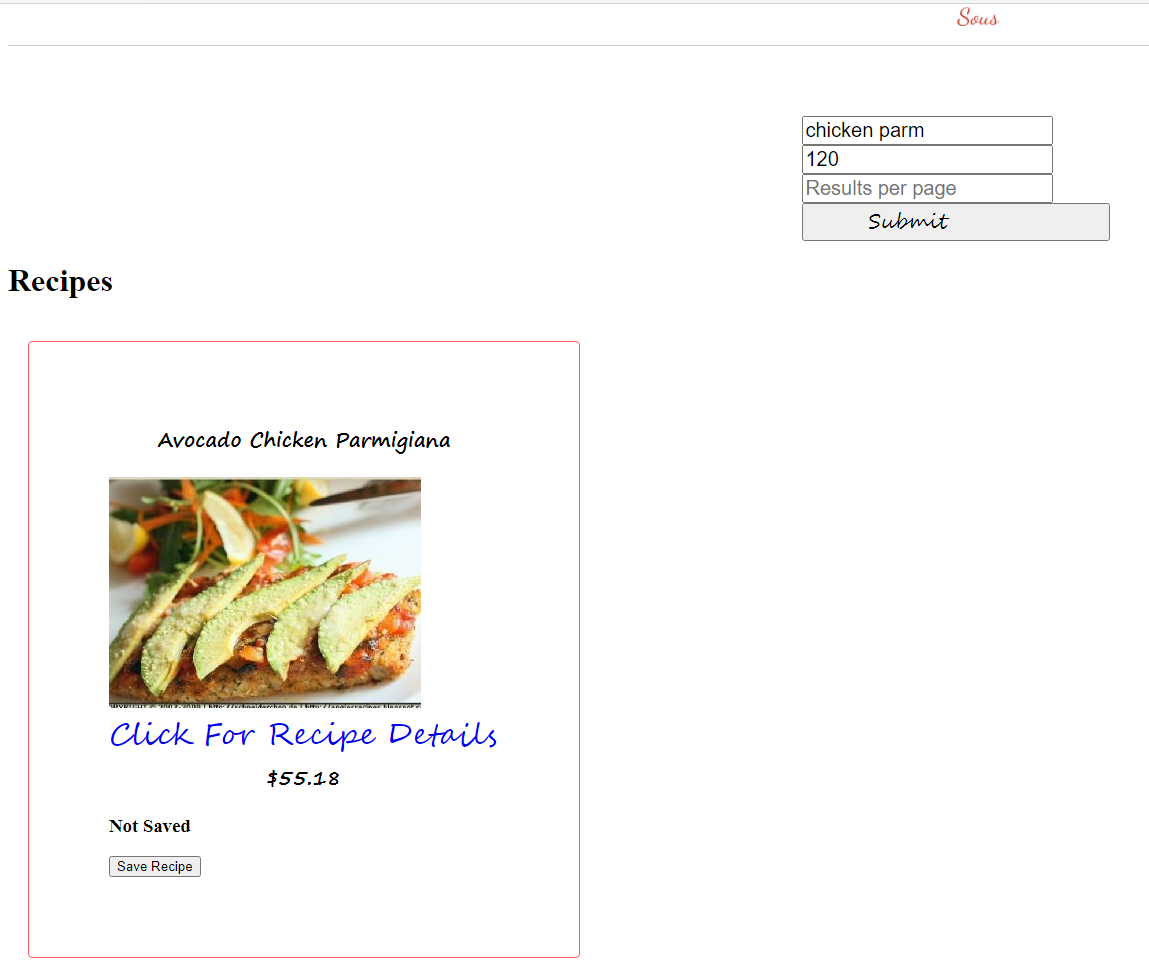 Sous
chicken parm
120
Results per page
Submit
Recipes
Avocado Chicken Parmigiana
Click For Recipe Details
$55.18
Not Saved
Save Recipe